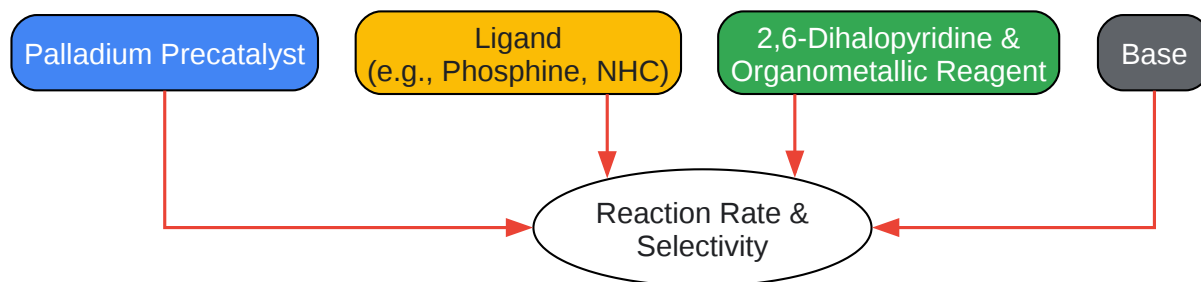 Palladium Precatalyst
Ligand
(e.g., Phosphine, NHC)
2,6-Dihalopyridine &
Organometallic Reagent
Base
Reaction Rate &
Selectivity